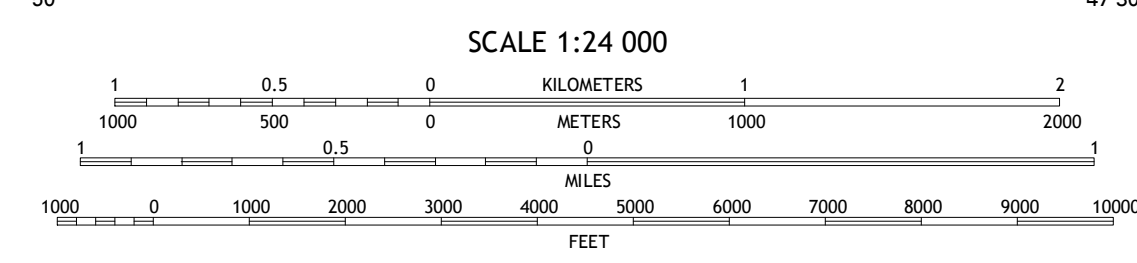 SCALE 1:24 000
1 0.5 0 KILOMETERS 1 2
1000 500 0 METERS 1000 2000
1 0.5 0 1
MILES
1000 0 1000 2000 3000 4000 5000 6000 7000 8000 9000 10000
FEET